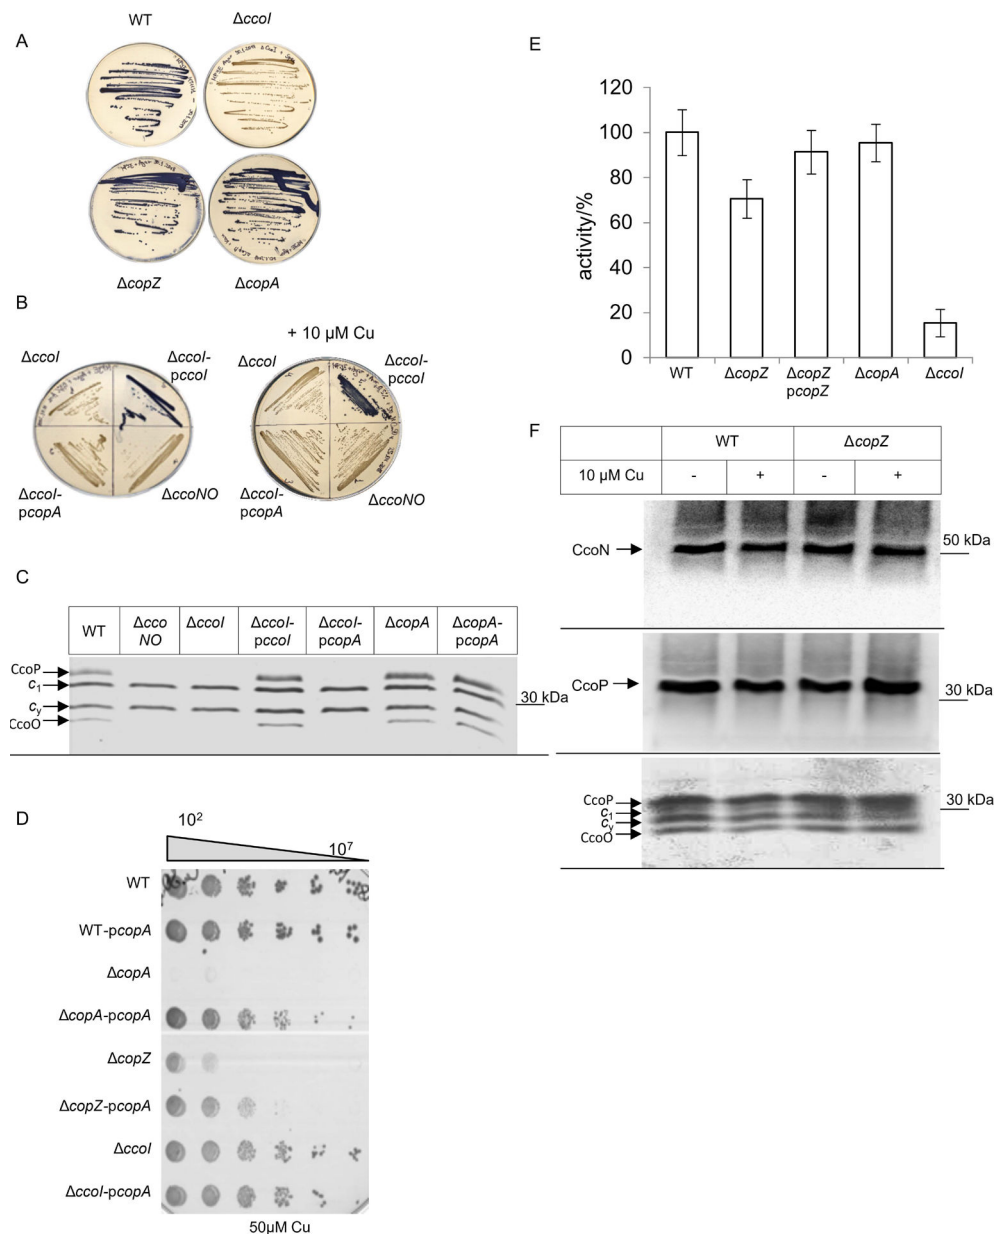 A
WT
ΔccoI
ΔcopZ
ΔcopA
B
+ 10 µM Cu
ΔccoI
ΔccoI-
pccoI
ΔccoI-
pcopA
ΔccoI
ΔccoI-
pccoI
ΔccoI-
pcopA
ΔccoNO
C
WT
Δcco
NO
ΔccoI
ΔccoI-
pccoI
ΔccoI-
pcopA
ΔcopA
ΔcopA-
pcopA
CcoP
c1
cy
CcoO
30 kDa
D
10²
10⁷
WT
WT-pcopA
ΔcopA
ΔcopA-pcopA
ΔcopZ
ΔcopZ-pcopA
ΔccoI
ΔccoI-pcopA
50µM Cu
E
activity/%
120
100
80
60
40
20
0
WT
ΔcopZ
ΔcopZ
pcopZ
ΔcopA
ΔccoI
F
WT
ΔcopZ
10 µM Cu
-
+
-
+
CcoN
50 kDa
CcoP
30 kDa
CcoP
c1
cy
CcoO
30 kDa